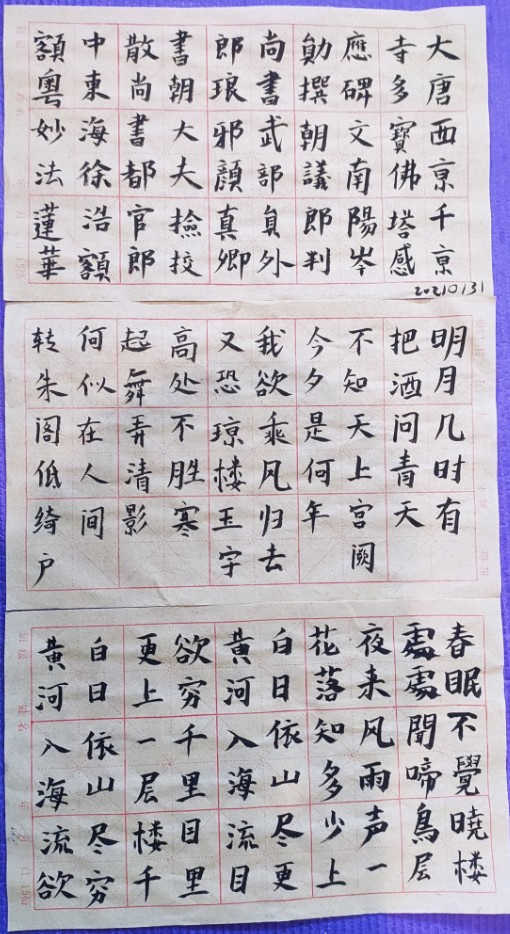 大唐西亰千亰
寺多寶佛塔感
應碑文南陽岑
勛撰朝議郎判
尚書武部員外
郎琅邪顏真卿
書朝大夫撿挍
散尚書都官郎
中東海徐浩額
額粤妙法蓮華
20210131
明月几时有
把酒问青天
不知天上宫阙
今夕是何年
我欲乘风归去
又恐琼楼玉宇
高处不胜寒
起舞弄清影
何似在人间
转朱阁低绮户
春眠不覺曉楼
處處聞啼鳥层
夜来风雨声一
花落知多少上
白日依山尽更
黄河入海流目
欲穷千里目里
更上一层楼千
白日依山尽穷
黄河入海流欲